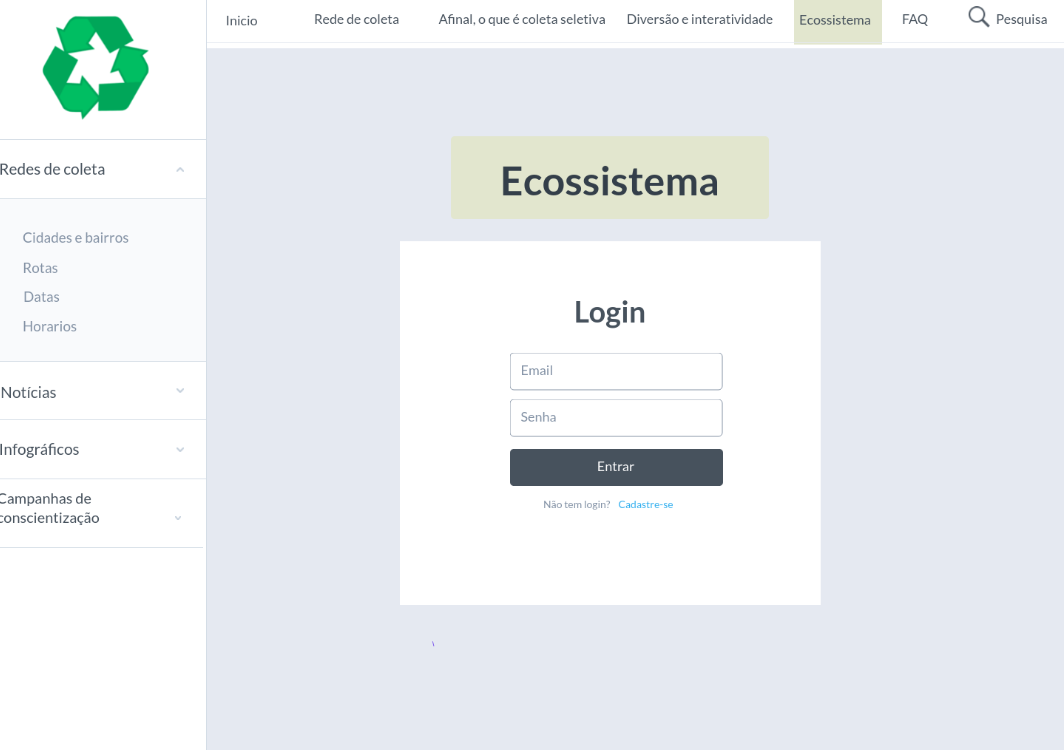 Inicio
Rede de coleta
Afinal, o que é coleta seletiva
Diversão e interatividade
Ecossistema
FAQ
Pesquisa
Redes de coleta
Cidades e bairros
Rotas
Datas
Horarios
Notícias
Infográficos
Campanhas de
conscientização
Ecossistema
Login
Email
Senha
Entrar
Não tem login? Cadastre-se